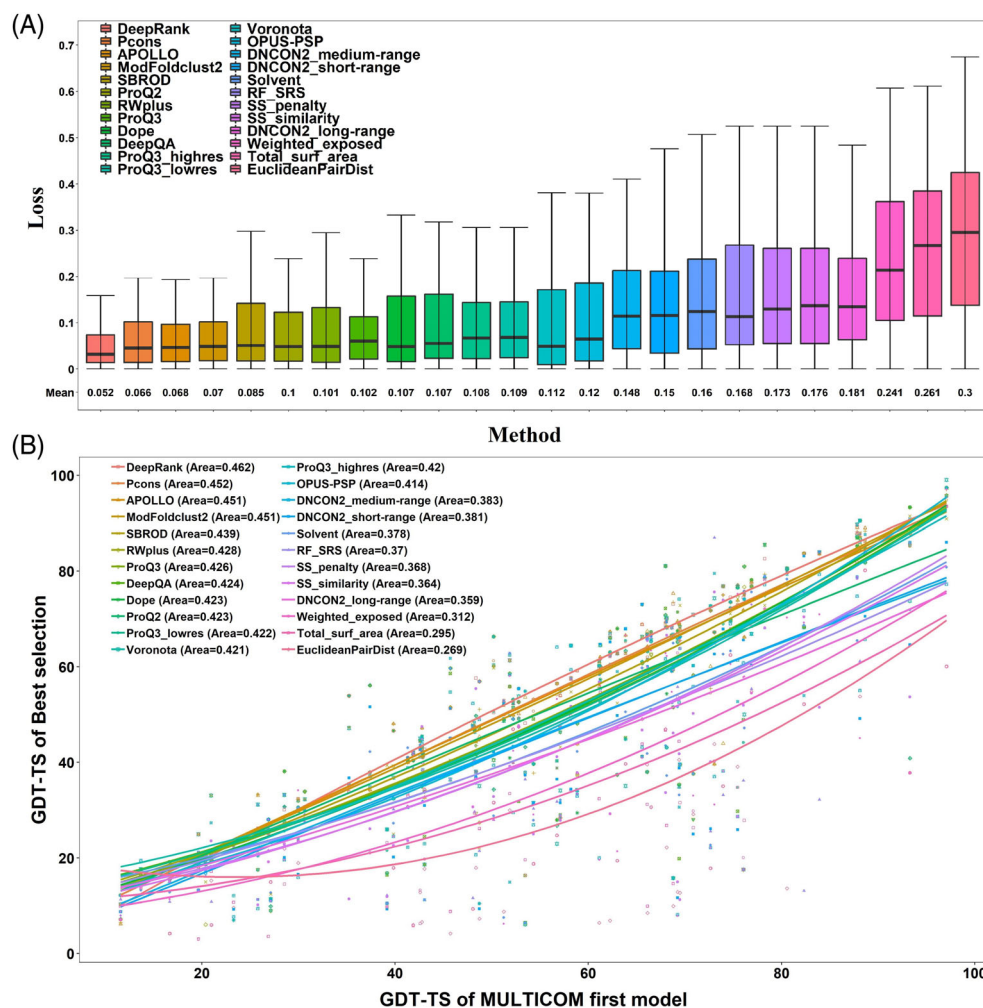 (A)
DeepRank
Pcons
APOLLO
ModFoldclust2
SBROD
ProQ2
RWplus
ProQ3
Dope
DeepQA
ProQ3_highres
ProQ3_lowres
Voronota
OPUS-PSP
DNCON2_medium-range
DNCON2_short-range
Solvent
RF_SRS
SS_penalty
SS_similarity
DNCON2_long-range
Weighted_exposed
Total_surf_area
EuclideanPairDist
Loss
0.7
0.6
0.5
0.4
0.3
0.2
0.1
0
Mean 0.052 0.066 0.068 0.07 0.085 0.1 0.101 0.102 0.107 0.107 0.108 0.109 0.112 0.12 0.148 0.15 0.16 0.168 0.173 0.176 0.181 0.241 0.261 0.3
Method
(B)
DeepRank (Area=0.462)
Pcons (Area=0.452)
APOLLO (Area=0.451)
ModFoldclust2 (Area=0.451)
SBROD (Area=0.439)
RWplus (Area=0.428)
ProQ3 (Area=0.426)
DeepQA (Area=0.424)
Dope (Area=0.423)
ProQ2 (Area=0.423)
ProQ3_lowres (Area=0.422)
Voronota (Area=0.421)
ProQ3_highres (Area=0.42)
OPUS-PSP (Area=0.414)
DNCON2_medium-range (Area=0.383)
DNCON2_short-range (Area=0.381)
Solvent (Area=0.378)
RF_SRS (Area=0.37)
SS_penalty (Area=0.368)
SS_similarity (Area=0.364)
DNCON2_long-range (Area=0.359)
Weighted_exposed (Area=0.312)
Total_surf_area (Area=0.295)
EuclideanPairDist (Area=0.269)
GDT-TS of Best selection
100
80
60
40
20
0
20 40 60 80 100
GDT-TS of MULTICOM first model